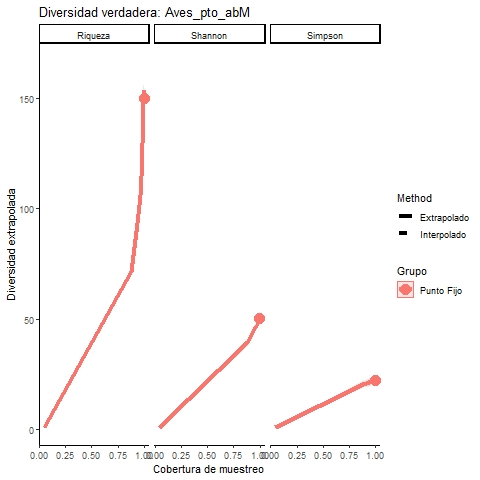 Diversidad verdadera: Aves_pto_abM
Riqueza Shannon Simpson
150
100
50
0
Diversidad extrapolada
0.00 0.25 0.50 0.75 1.00 0.00 0.25 0.50 0.75 1.00 0.00 0.25 0.50 0.75 1.00
Cobertura de muestreo
Method
Extrapolado
Interpolado
Grupo
Punto Fijo